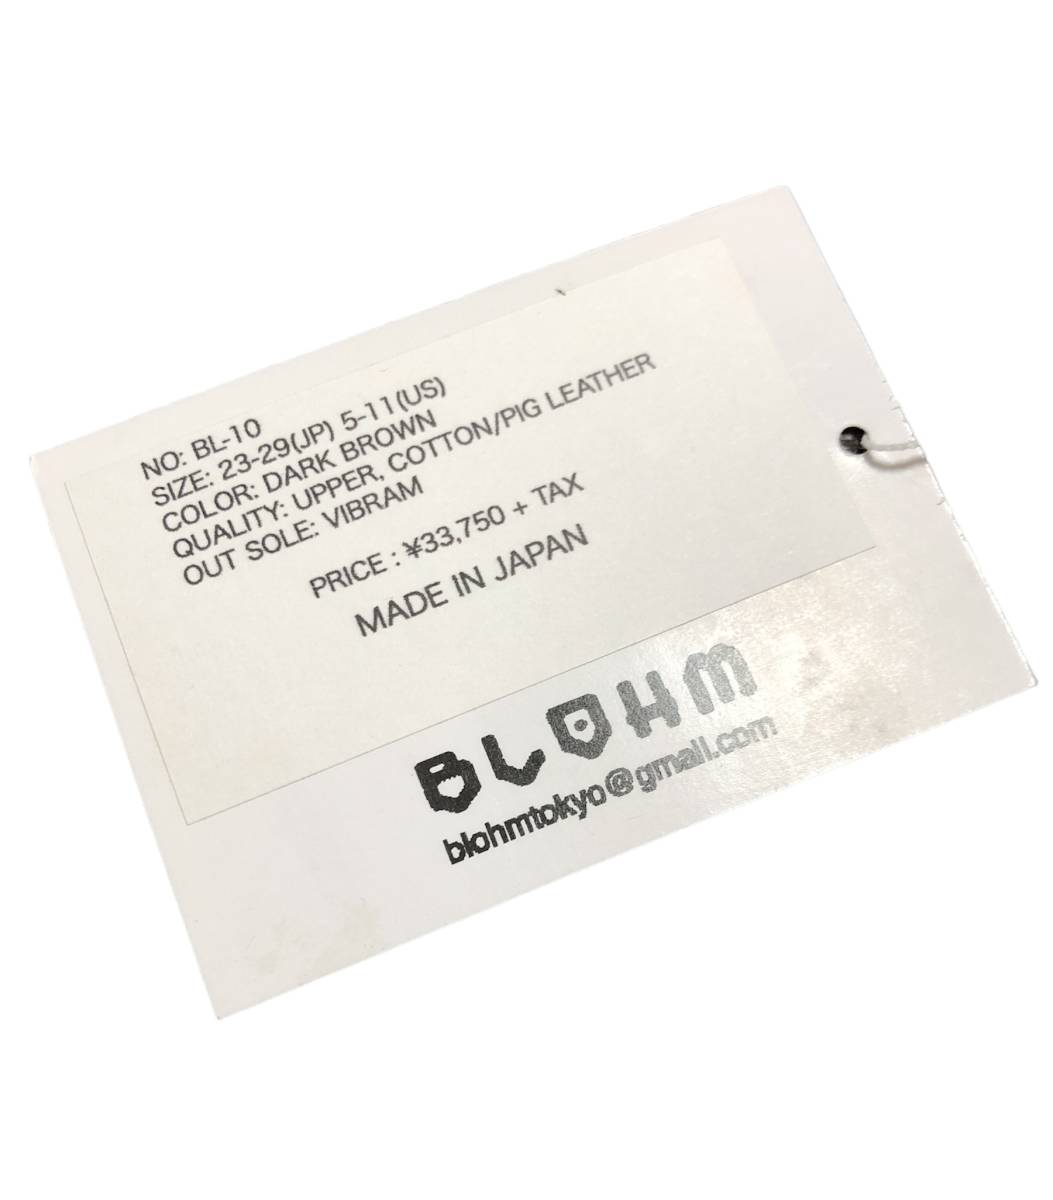 NO: BL-10
SIZE: 23-29(JP) 5-11(US)
COLOR: DARK BROWN
QUALITY: UPPER, COTTON/PIG LEATHER
OUT SOLE: VIBRAM
PRICE : ¥33,750 + TAX
MADE IN JAPAN
BLOHM
blohmtokyo@gmail.com